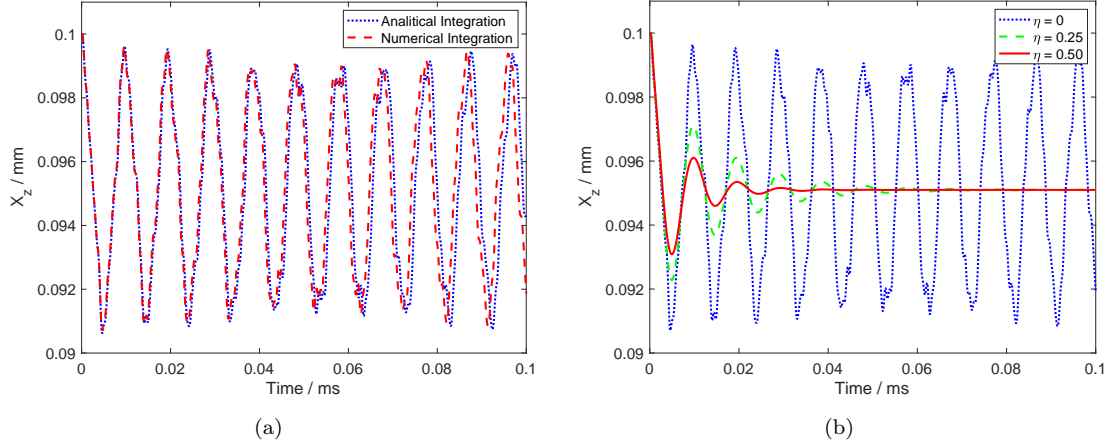 Analitical Integration
Numerical Integration
0.1
0.098
0.096
0.094
0.092
0.09
X_z / mm
0 0.02 0.04 0.06 0.08 0.1
Time / ms
(a)
η = 0
η = 0.25
η = 0.50
0.1
0.098
0.096
0.094
0.092
0.09
X_z / mm
0 0.02 0.04 0.06 0.08 0.1
Time / ms
(b)